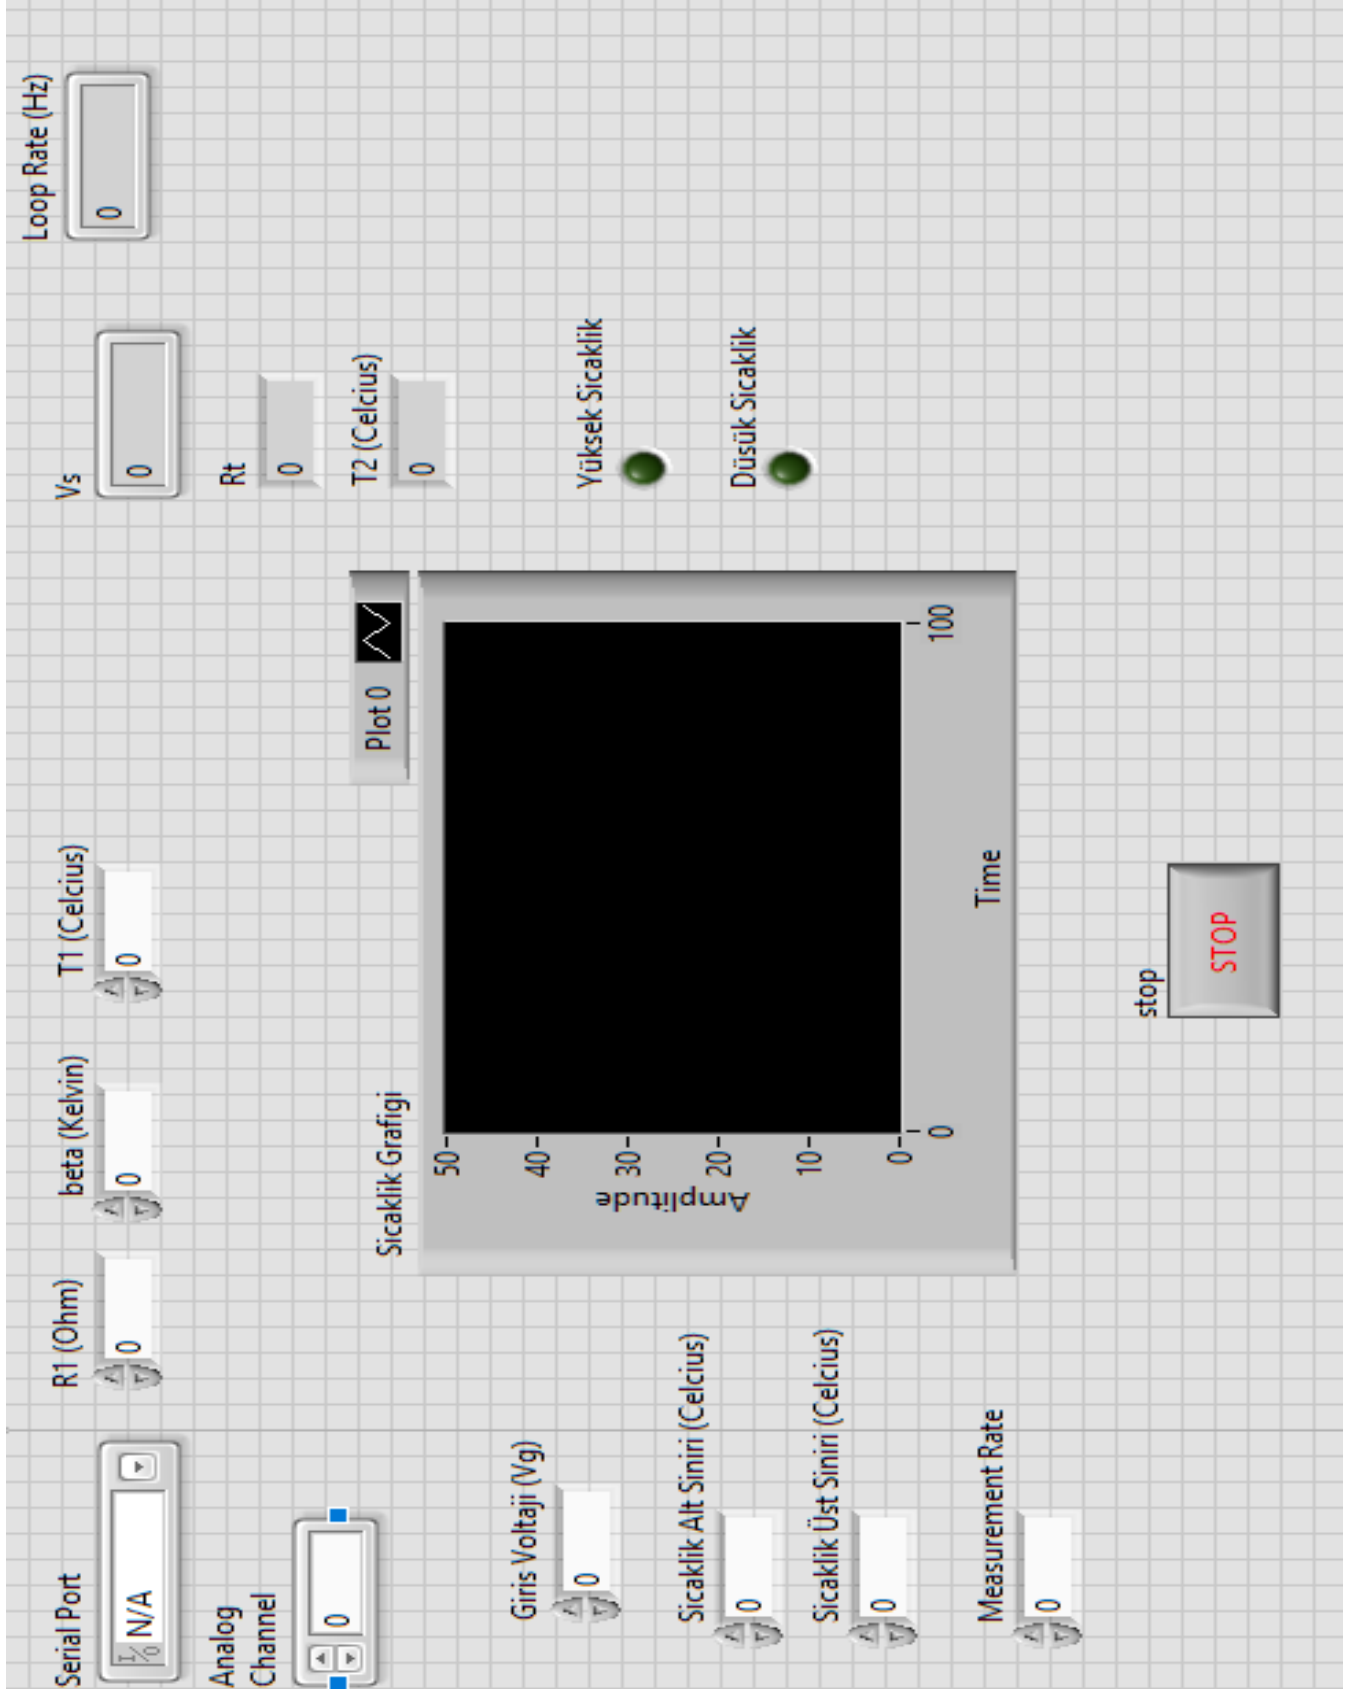 Serial Port
I/O N/A
Analog
Channel
0
R1 (Ohm)
0
beta (Kelvin)
0
T1 (Celcius)
0
Vs
0
Loop Rate (Hz)
0
Rt
0
T2 (Celcius)
0
Giris Voltaji (Vg)
0
Sicaklik Alt Siniri (Celcius)
0
Sicaklik Üst Siniri (Celcius)
0
Measurement Rate
0
Sicaklik Grafigi
Plot 0
Amplitude
50
40
30
20
10
0
0
100
Time
Yüksek Sicaklik
Düsük Sicaklik
stop
STOP